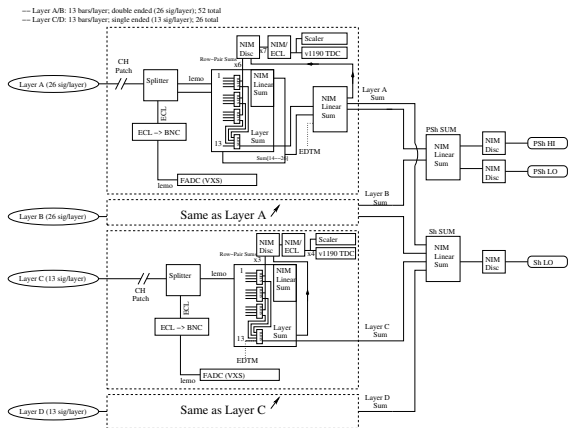 –– Layer A/B: 13 bars/layer; double ended (26 sig/layer); 52 total
–– Layer C/D: 13 bars/layer; single ended (13 sig/layer); 26 total
Layer A (26 sig/layer)
CH
Patch
Splitter
lemo
ECL
ECL −> BNC
lemo
FADC (VXS)
Row−Pair Sums
x6
1
13
NIM
Linear
Sum
Layer
Sum
Sum[14−−26]
NIM
Disc
x7
NIM/
ECL
Scaler
v1190 TDC
NIM
Linear
Sum
EDTM
Layer A
Sum
PSh SUM
NIM
Linear
Sum
NIM
Disc
PSh HI
NIM
Disc
PSh LO
Layer B (26 sig/layer)
Same as Layer A
Layer B
Sum
Sh SUM
NIM
Linear
Sum
NIM
Disc
Sh LO
Layer C (13 sig/layer)
CH
Patch
Splitter
lemo
ECL
ECL −> BNC
lemo
FADC (VXS)
Row−Pair Sums
x3
1
13
NIM
Linear
Sum
Layer
Sum
EDTM
NIM
Disc
NIM/
ECL
x4
Scaler
v1190 TDC
Layer C
Sum
Layer D (13 sig/layer)
Same as Layer C
Layer D
Sum